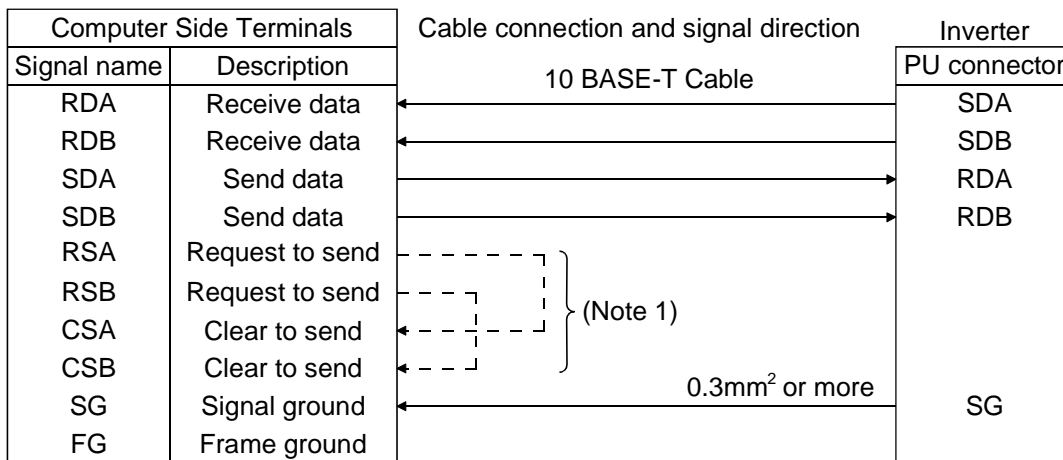 Computer Side Terminals Cable connection and signal direction Inverter
Signal name Description 10 BASE-T Cable PU connector
RDA Receive data SDA
RDB Receive data SDB
SDA Send data RDA
SDB Send data RDB
RSA Request to send
RSB Request to send (Note 1)
CSA Clear to send
CSB Clear to send
0.3mm² or more
SG Signal ground SG
FG Frame ground